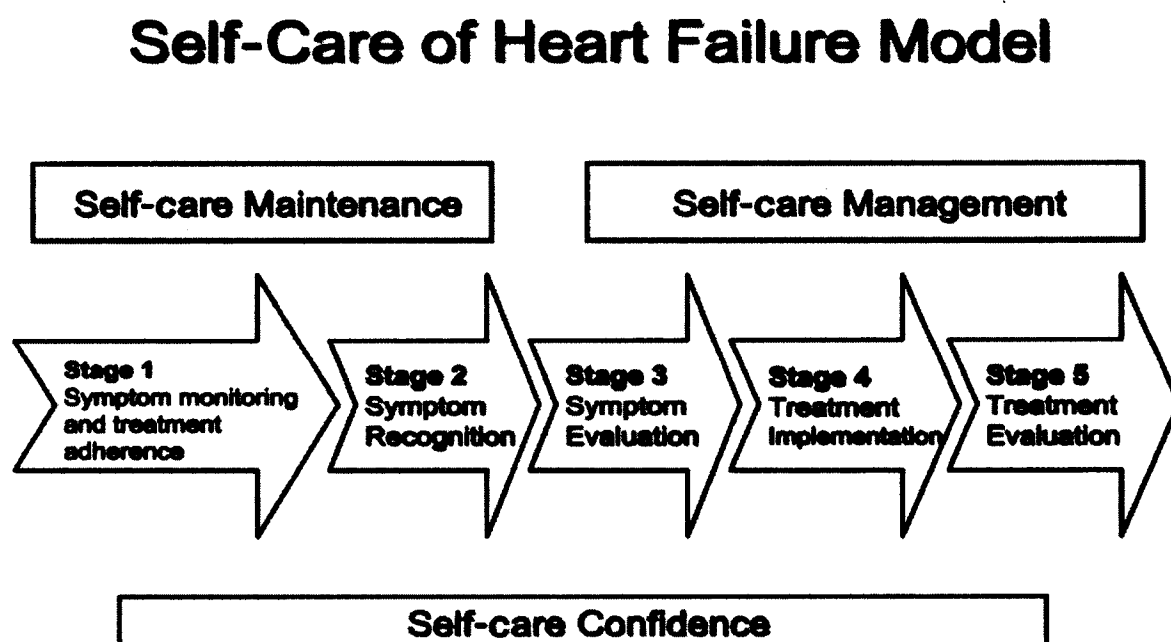 Self-Care of Heart Failure Model
Self-care Maintenance
Self-care Management
Stage 1
Symptom monitoring
and treatment
adherence
Stage 2
Symptom
Recognition
Stage 3
Symptom
Evaluation
Stage 4
Treatment
Implementation
Stage 5
Treatment
Evaluation
Self-care Confidence